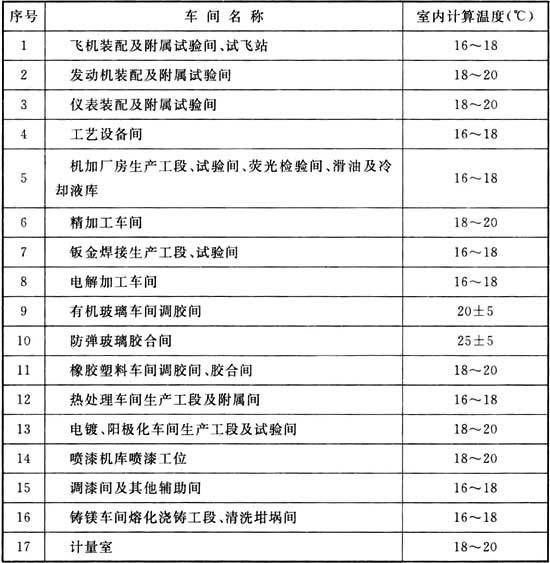 序号 车间名称 室内计算温度(℃)
1 飞机装配及附属试验间、试飞站 16～18
2 发动机装配及附属试验间 18～20
3 仪表装配及附属试验间 18～20
4 工艺设备间 16～18
5 机加厂房生产工段、试验间、荧光检验间、滑油及冷
却液库 16～18
6 精加工车间 18～20
7 钣金焊接生产工段、试验间 16～18
8 电解加工车间 16～18
9 有机玻璃车间调胶间 20±5
10 防弹玻璃胶合间 25±5
11 橡胶塑料车间调胶间、胶合间 18～20
12 热处理车间生产工段及附属间 16～18
13 电镀、阳极化车间生产工段及试验间 18～20
14 喷漆机库喷漆工位 18～20
15 调漆间及其他辅助间 16～18
16 铸镁车间熔化浇铸工段、清洗坩埚间 16～18
17 计量室 18～20